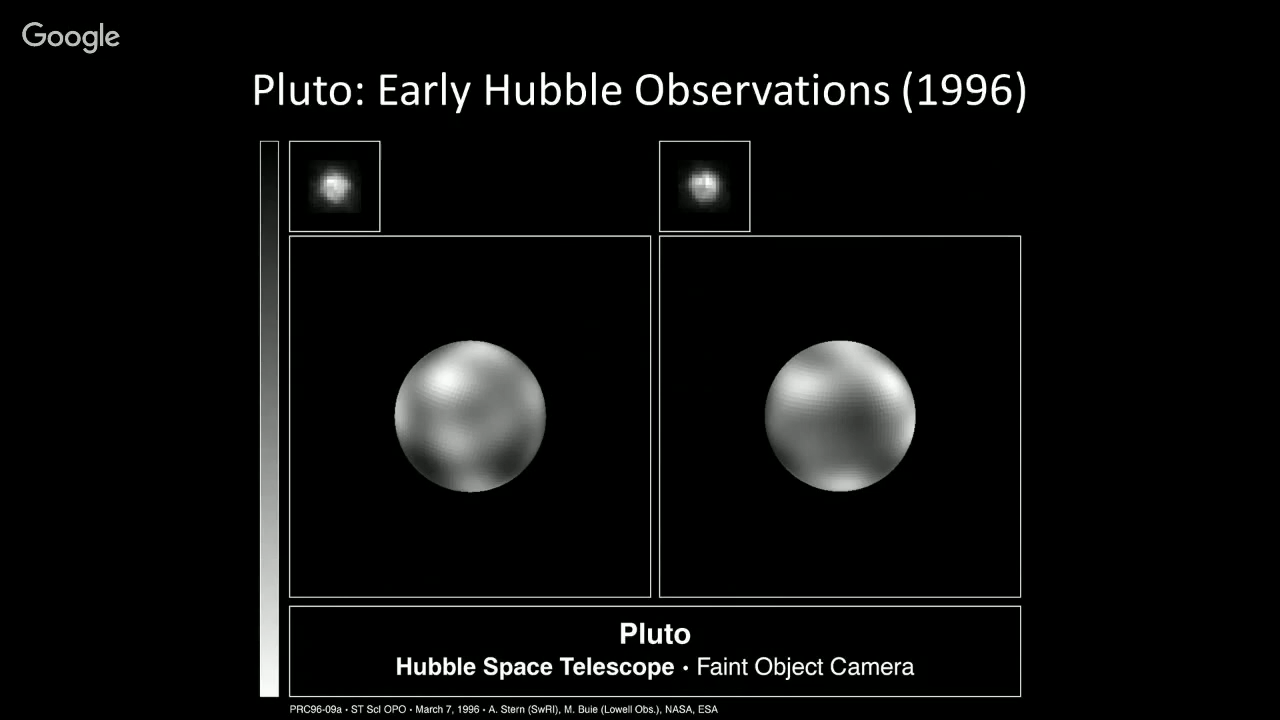 Google
Pluto: Early Hubble Observations (1996)
Pluto
Hubble Space Telescope • Faint Object Camera
PRC96-09a • ST ScI OPO • March 7, 1996 • A. Stern (SwRI), M. Buie (Lowell Obs.), NASA, ESA